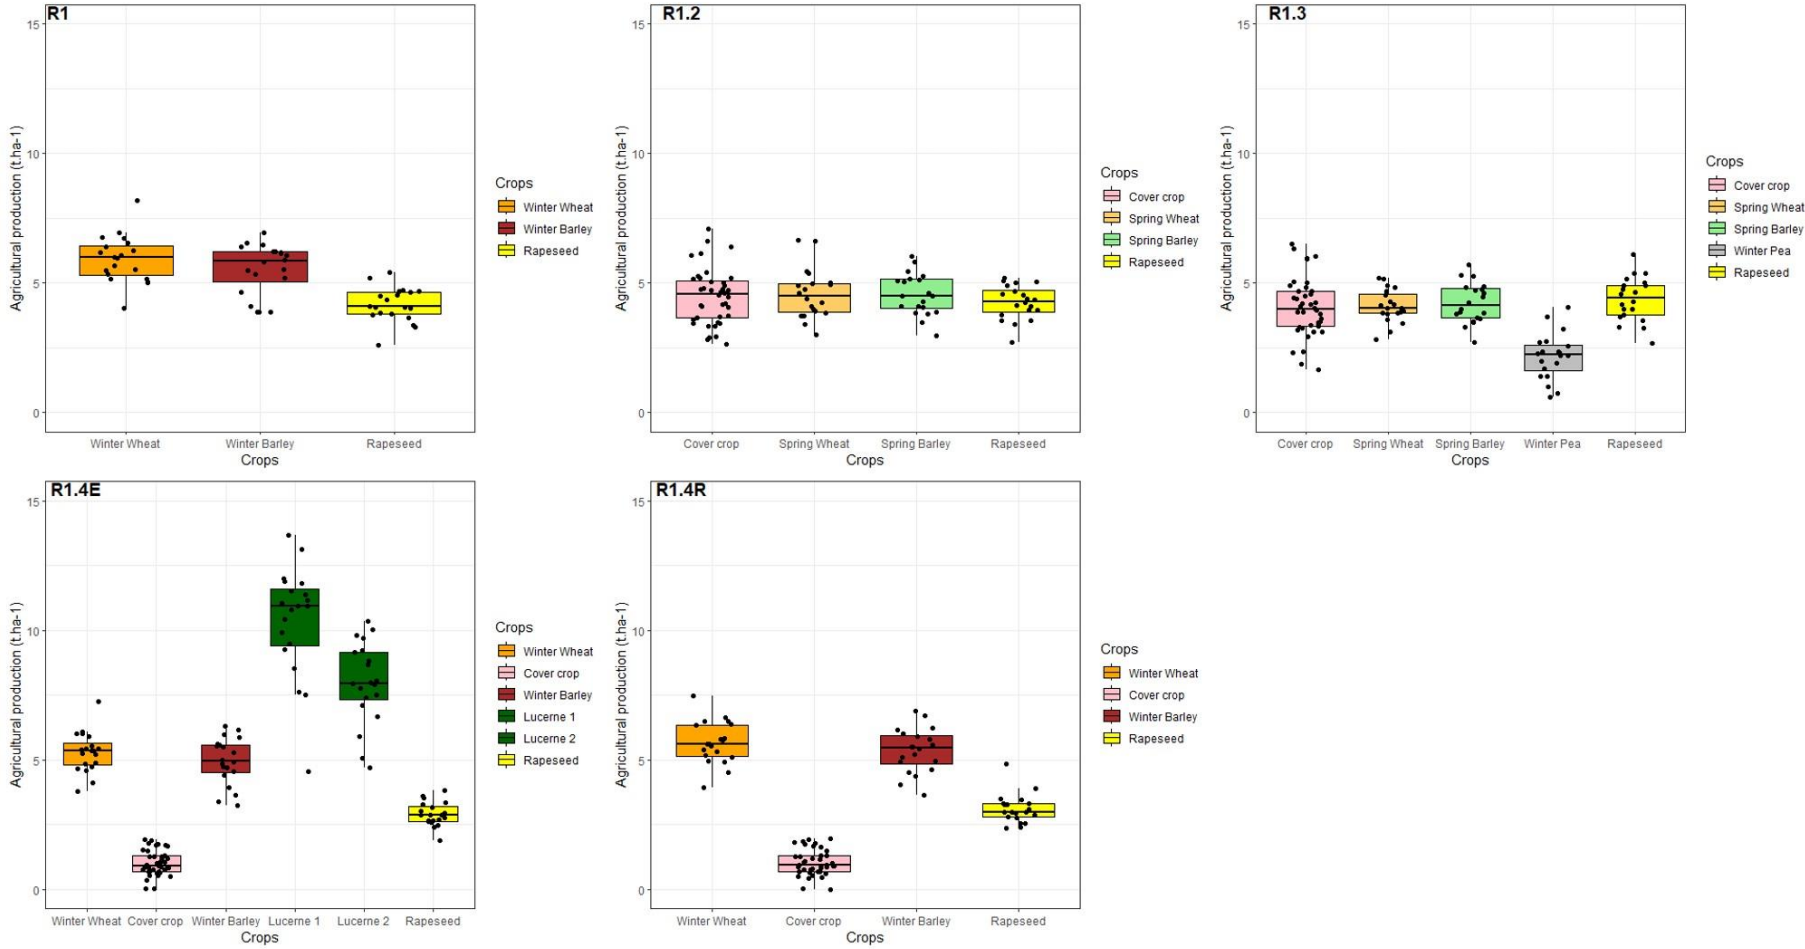 R1
15
10
5
0
Agricultural production (t.ha-1)
Winter Wheat Winter Barley Rapeseed
Crops
Crops
Winter Wheat
Winter Barley
Rapeseed
R1.2
15
10
5
0
Agricultural production (t.ha-1)
Cover crop Spring Wheat Spring Barley Rapeseed
Crops
Crops
Cover crop
Spring Wheat
Spring Barley
Rapeseed
R1.3
15
10
5
0
Agricultural production (t.ha-1)
Cover crop Spring Wheat Spring Barley Winter Pea Rapeseed
Crops
Crops
Cover crop
Spring Wheat
Spring Barley
Winter Pea
Rapeseed
R1.4E
15
10
5
0
Agricultural production (t.ha-1)
Winter Wheat Cover crop Winter Barley Lucerne 1 Lucerne 2 Rapeseed
Crops
Crops
Winter Wheat
Cover crop
Winter Barley
Lucerne 1
Lucerne 2
Rapeseed
R1.4R
15
10
5
0
Agricultural production (t.ha-1)
Winter Wheat Cover crop Winter Barley Rapeseed
Crops
Crops
Winter Wheat
Cover crop
Winter Barley
Rapeseed